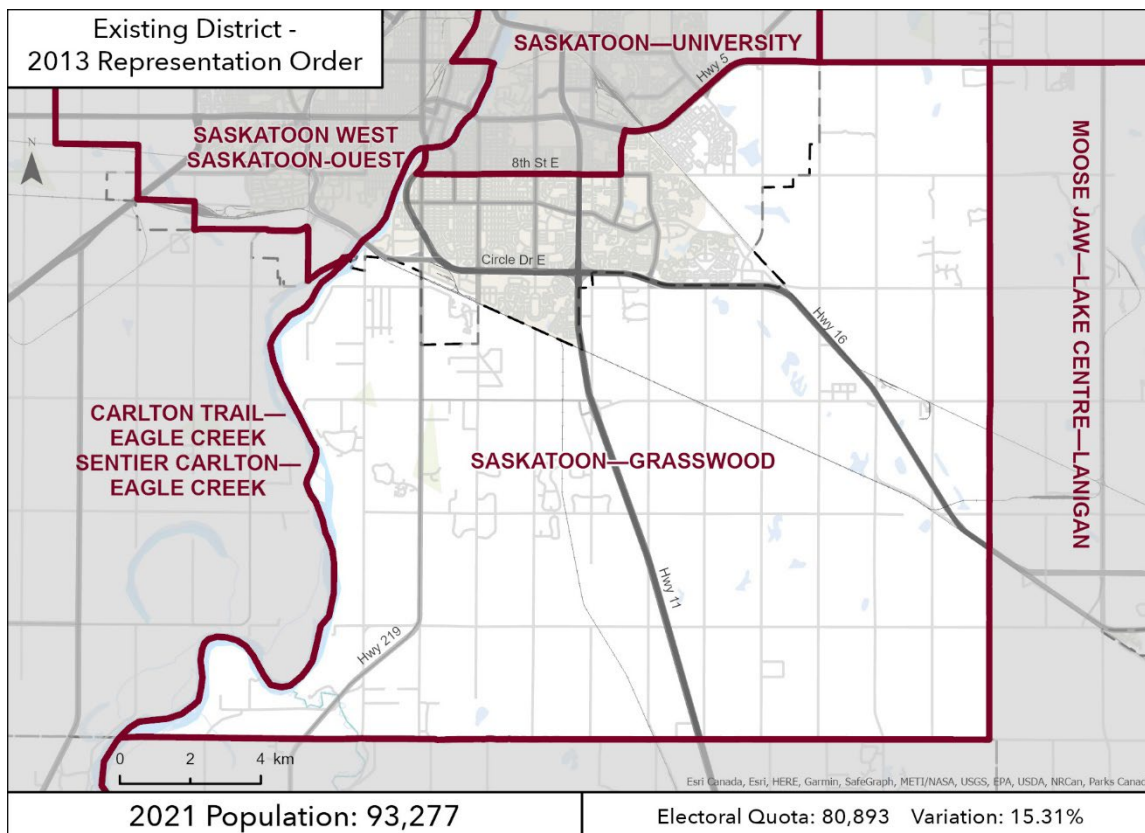 Existing District -
2013 Representation Order
SASKATOON—UNIVERSITY
Hwy 5
SASKATOON WEST
SASKATOON-OUEST
N
8th St E
MOOSE JAW—LAKE CENTRE—LANIGAN
Circle Dr E
Hwy 16
CARLTON TRAIL—
EAGLE CREEK
SENTIER CARLTON—
EAGLE CREEK
SASKATOON—GRASSWOOD
Hwy 11
Hwy 219
0 2 4 km
Esri Canada, Esri, HERE, Garmin, SafeGraph, METI/NASA, USGS, EPA, USDA, NRCan, Parks Canad
2021 Population: 93,277
Electoral Quota: 80,893 Variation: 15.31%